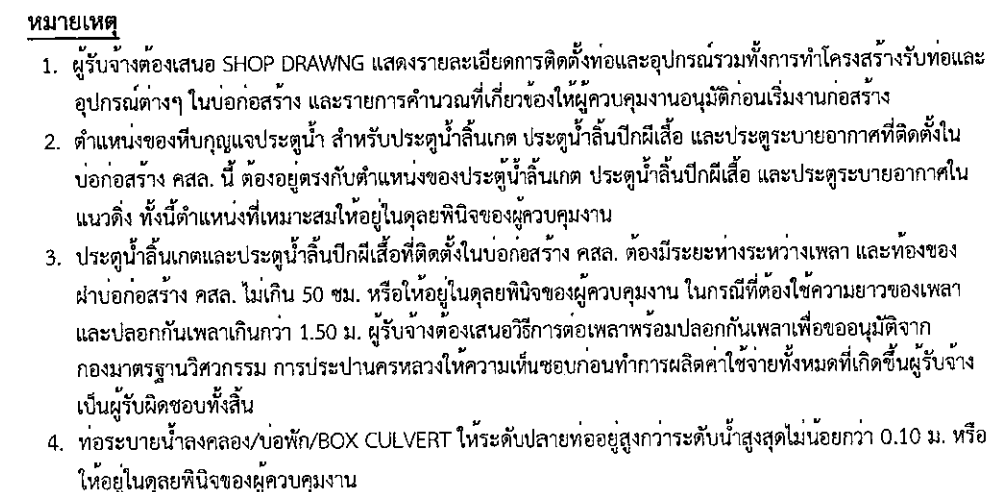 หมายเหตุ
1. ผู้รับจ้างต้องเสนอ SHOP DRAWNG แสดงรายละเอียดการติดตั้งท่อและอุปกรณ์รวมทั้งการทำโครงสร้างรับท่อและ
อุปกรณ์ต่างๆ ในบ่อก่อสร้าง และรายการคำนวณที่เกี่ยวข้องให้ผู้ควบคุมงานอนุมัติก่อนเริ่มงานก่อสร้าง
2. ตำแหน่งของหีบกุญแจประตูน้ำ สำหรับประตูน้ำลิ้นเกต ประตูน้ำลิ้นปีกผีเสื้อ และประตูระบายอากาศที่ติดตั้งใน
บ่อก่อสร้าง คสล. นี้ ต้องอยู่ตรงกับตำแหน่งของประตูน้ำลิ้นเกต ประตูน้ำลิ้นปีกผีเสื้อ และประตูระบายอากาศใน
แนวดิ่ง ทั้งนี้ตำแหน่งที่เหมาะสมให้อยู่ในดุลยพินิจของผู้ควบคุมงาน
3. ประตูน้ำลิ้นเกตและประตูน้ำลิ้นปีกผีเสื้อที่ติดตั้งในบ่อก่อสร้าง คสล. ต้องมีระยะห่างระหว่างเพลา และท้องของ
ฝาบ่อก่อสร้าง คสล. ไม่เกิน 50 ซม. หรือให้อยู่ในดุลยพินิจของผู้ควบคุมงาน ในกรณีที่ต้องใช้ความยาวของเพลา
และปลอกกันเพลาเกินกว่า 1.50 ม. ผู้รับจ้างต้องเสนอวิธีการต่อเพลาพร้อมปลอกกันเพลาเพื่อขออนุมัติจาก
กองมาตรฐานวิศวกรรม การประปานครหลวงให้ความเห็นชอบก่อนทำการผลิตค่าใช้จ่ายทั้งหมดที่เกิดขึ้นผู้รับจ้าง
เป็นผู้รับผิดชอบทั้งสิ้น
4. ท่อระบายน้ำลงคลอง/บ่อพัก/BOX CULVERT ให้ระดับปลายท่ออยู่สูงกว่าระดับน้ำสูงสุดไม่น้อยกว่า 0.10 ม. หรือ
ให้อยู่ในดุลยพินิจของผู้ควบคุมงาน